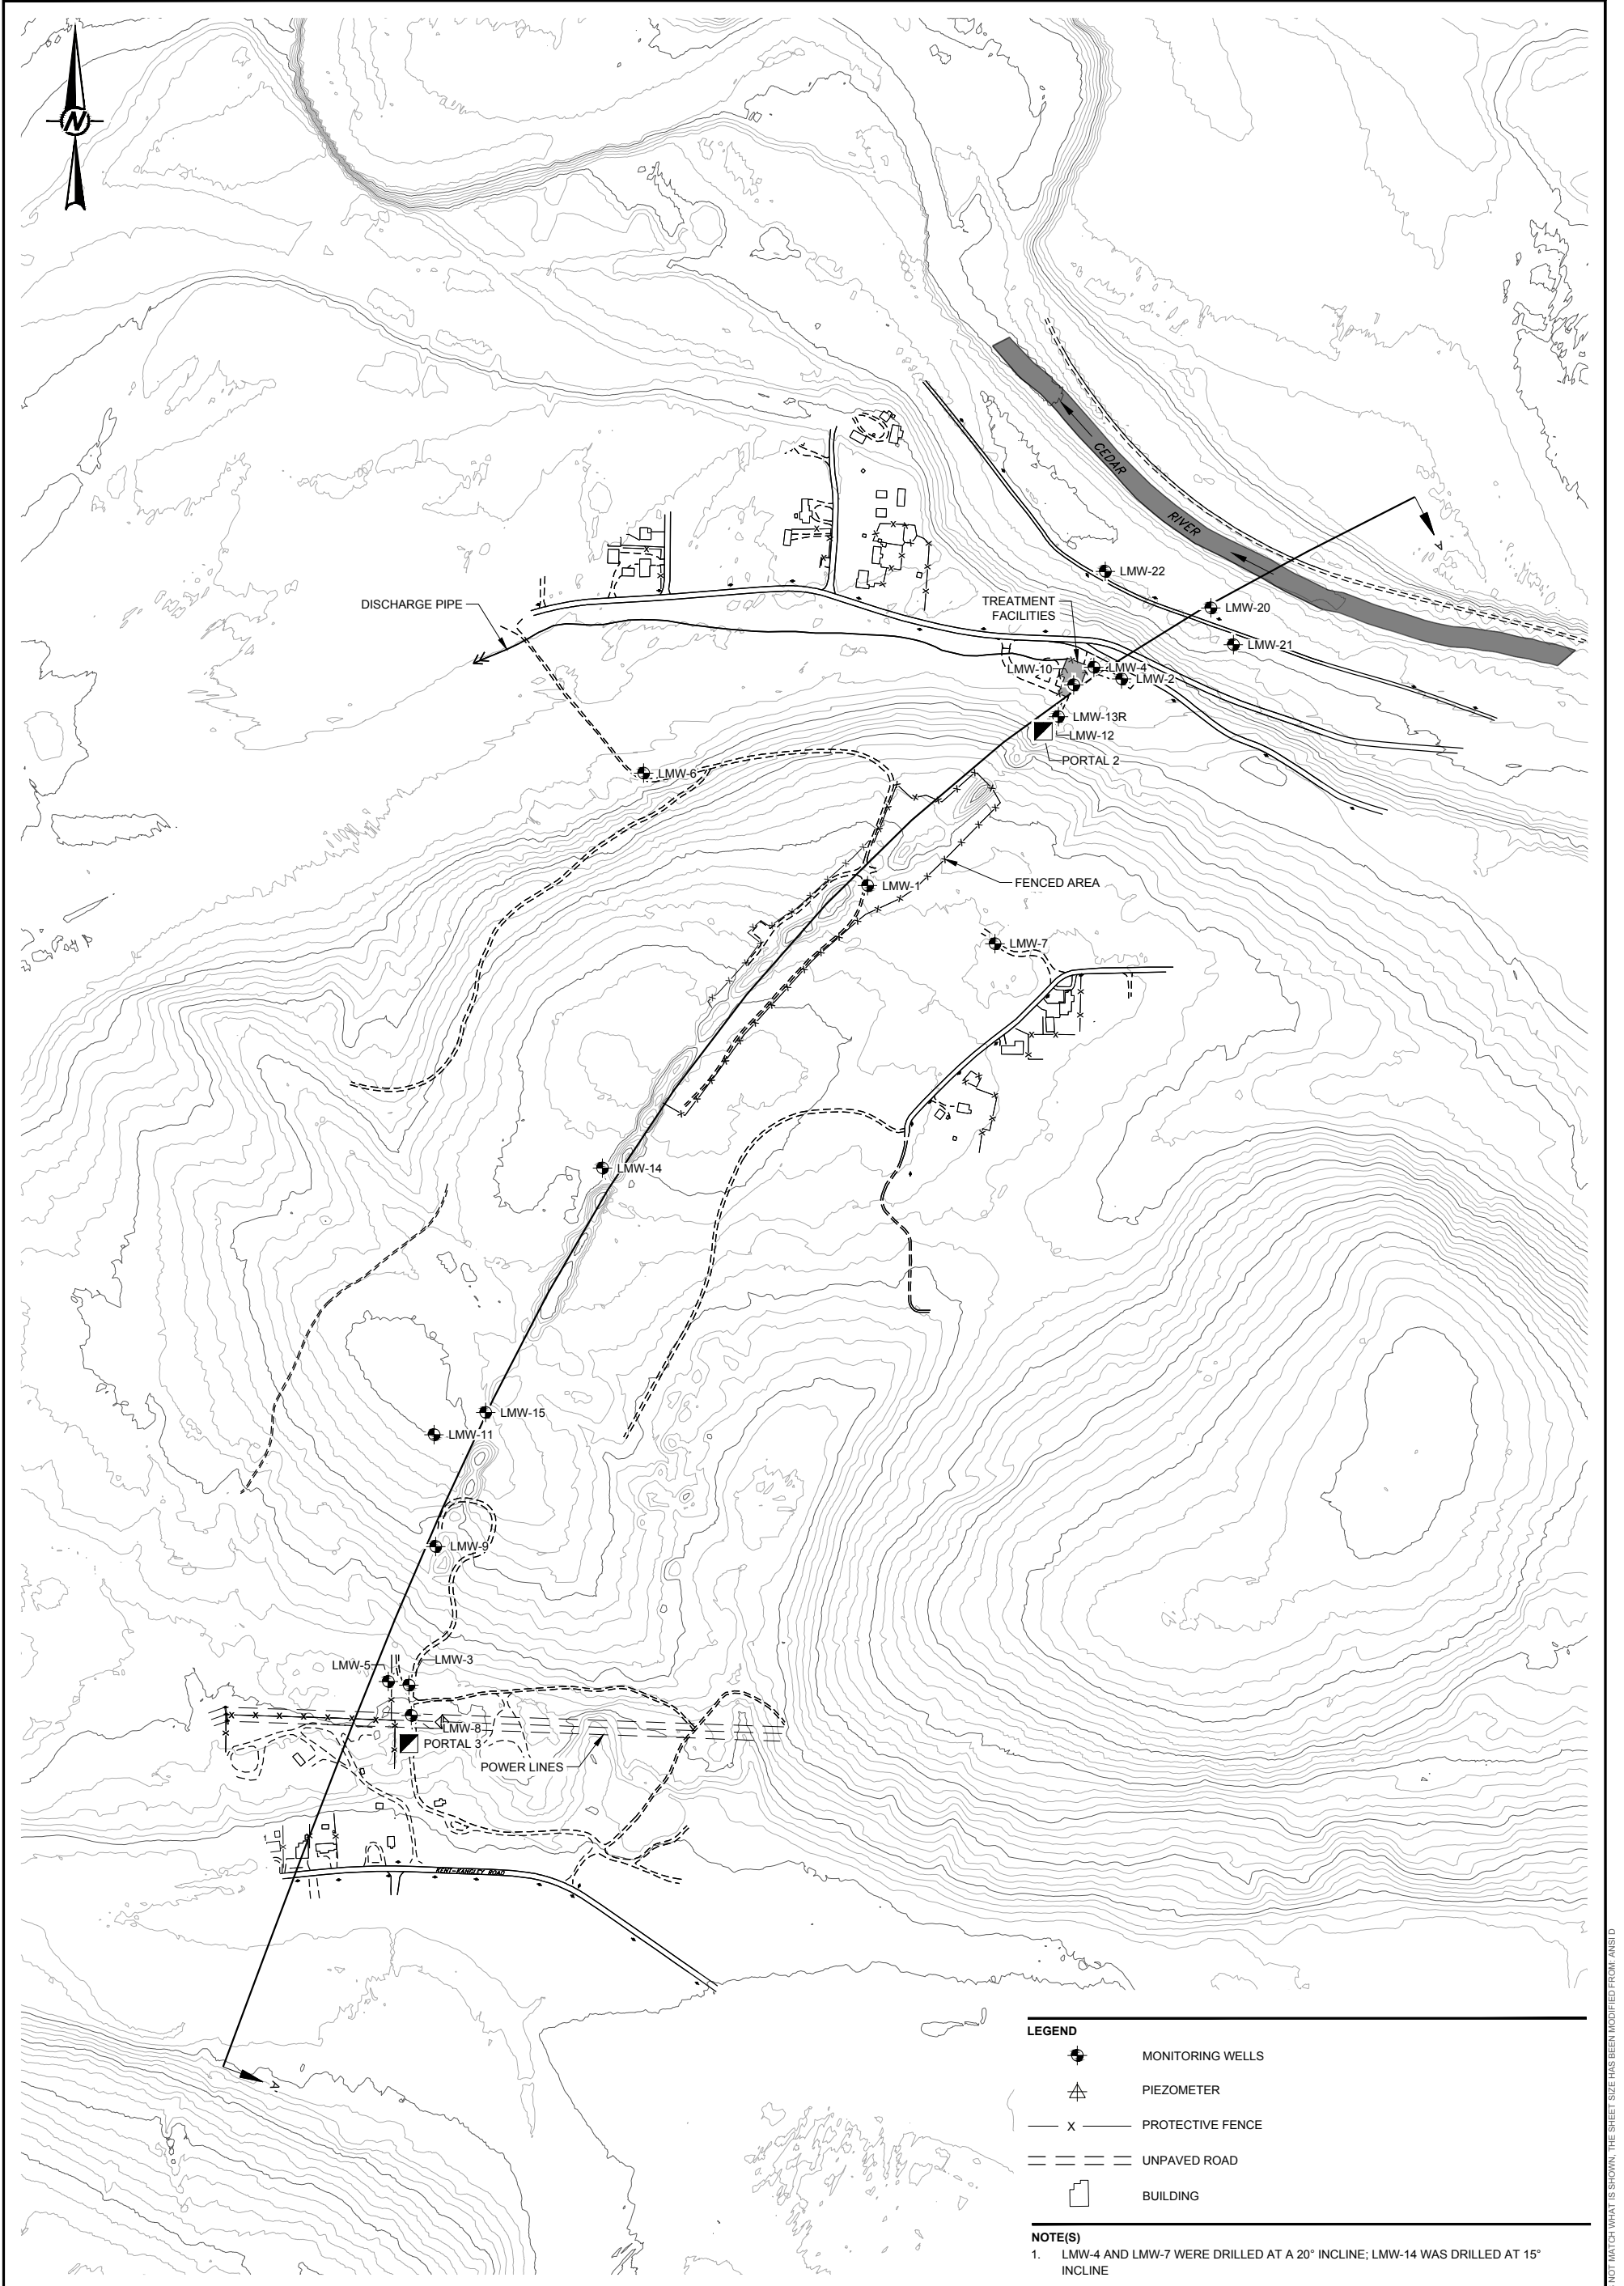 N
CEDAR
RIVER
A
LMW-22
DISCHARGE PIPE
TREATMENT
FACILITIES
LMW-20
LMW-21
LMW-10
LMW-4
LMW-2
LMW-13R
LMW-12
PORTAL 2
LMW-6
LMW-1
FENCED AREA
LMW-7
LMW-14
LMW-15
LMW-11
LMW-9
LMW-5
LMW-3
LMW-8
PORTAL 3
POWER LINES
KENT-KANGLEY ROAD
LEGEND
MONITORING WELLS
PIEZOMETER
X
PROTECTIVE FENCE
UNPAVED ROAD
BUILDING
NOTE(S)
1. LMW-4 AND LMW-7 WERE DRILLED AT A 20° INCLINE; LMW-14 WAS DRILLED AT 15°
INCLINE
NOT MATCH WHAT IS SHOWN, THE SHEET SIZE HAS BEEN MODIFIED FROM: ANSI D